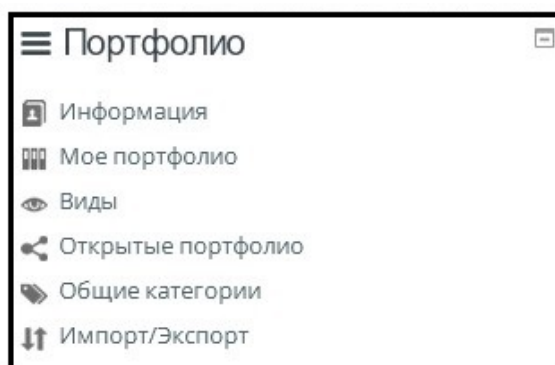 Портфолио
Информация
Мое портфолио
Виды
Открытые портфолио
Общие категории
Импорт/Экспорт